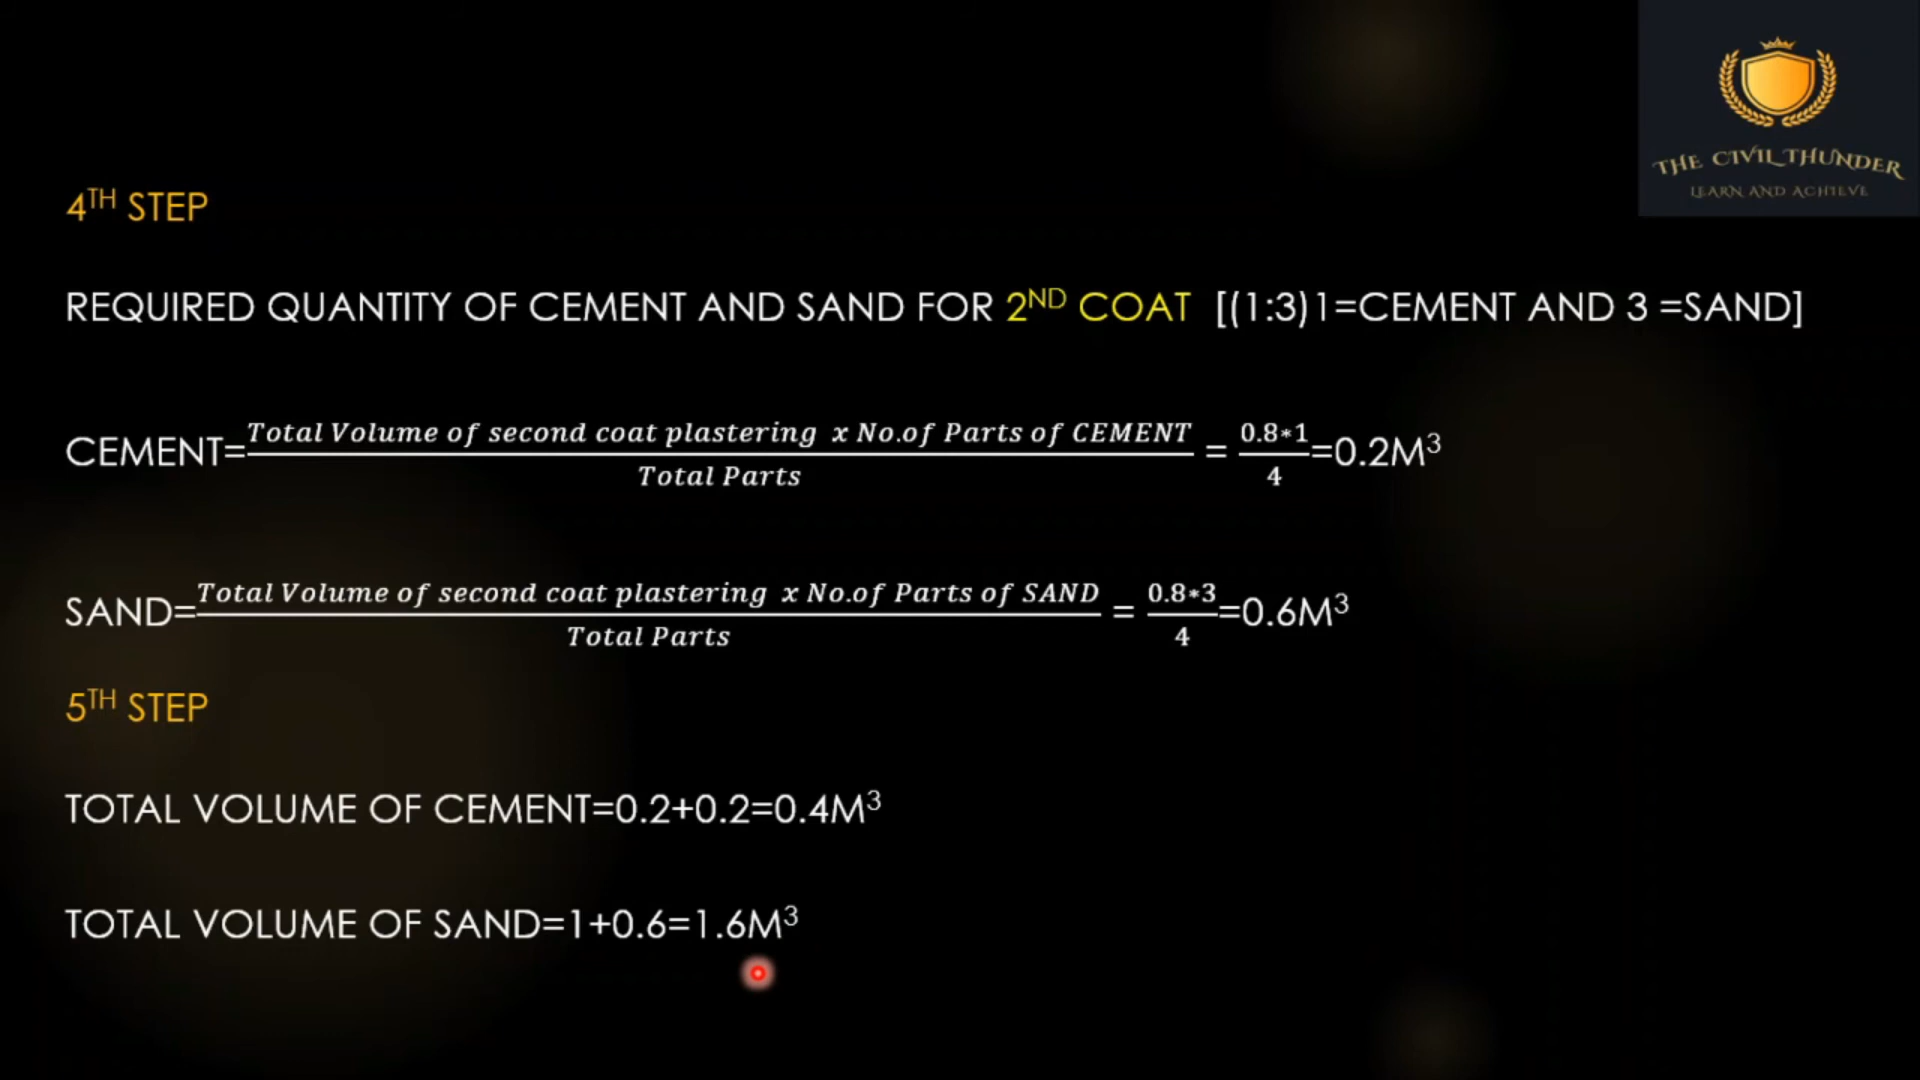 THE CIVIL THUNDER
LEARN AND ACHIEVE
4TH STEP
REQUIRED QUANTITY OF CEMENT AND SAND FOR 2ND COAT [(1:3)1=CEMENT AND 3 =SAND]
CEMENT=Total Volume of second coat plastering x No.of Parts of CEMENT/Total Parts = 0.8*1/4=0.2M³
SAND=Total Volume of second coat plastering x No.of Parts of SAND/Total Parts = 0.8*3/4=0.6M³
5TH STEP
TOTAL VOLUME OF CEMENT=0.2+0.2=0.4M³
TOTAL VOLUME OF SAND=1+0.6=1.6M³